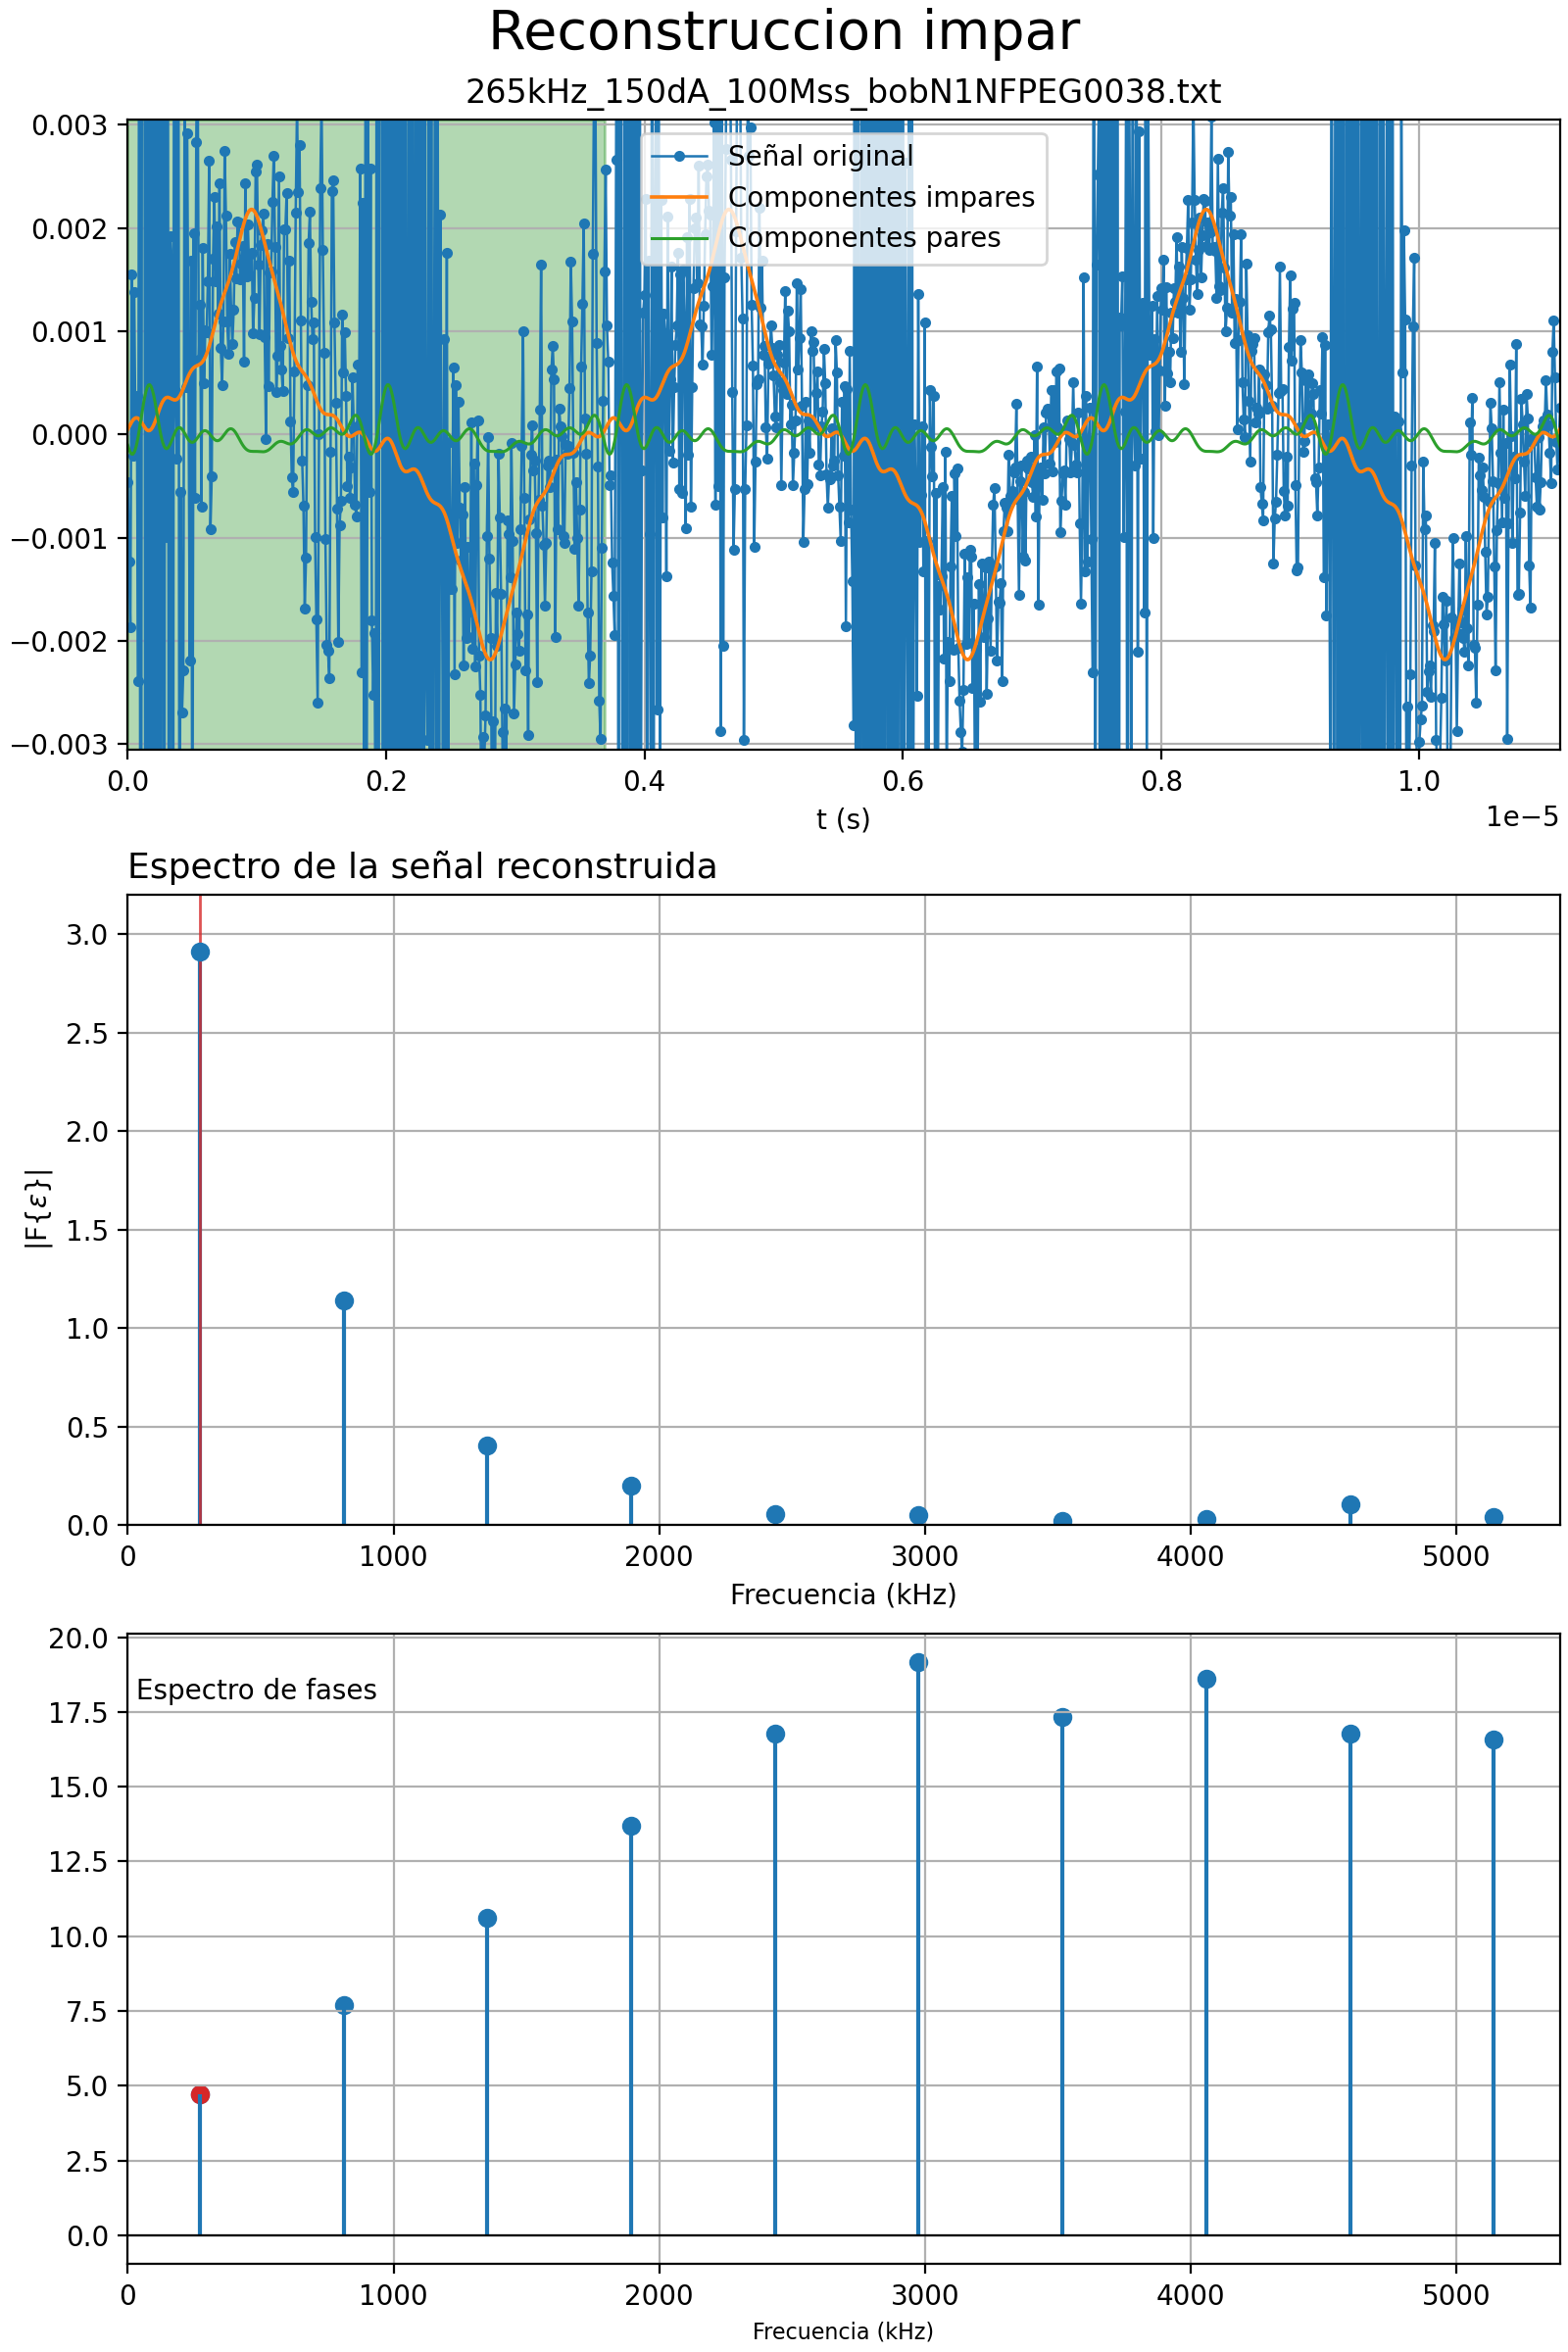 Reconstruccion impar
265kHz_150dA_100Mss_bobN1NFPEG0038.txt
0.003
0.002
0.001
0.000
−0.001
−0.002
−0.003
Señal original
Componentes impares
Componentes pares
0.0 0.2 0.4 0.6 0.8 1.0
1e−5
t (s)
Espectro de la señal reconstruida
3.0
2.5
2.0
1.5
1.0
0.5
0.0
|F{ε}|
0 1000 2000 3000 4000 5000
Frecuencia (kHz)
20.0
17.5
15.0
12.5
10.0
7.5
5.0
2.5
0.0
Espectro de fases
0 1000 2000 3000 4000 5000
Frecuencia (kHz)